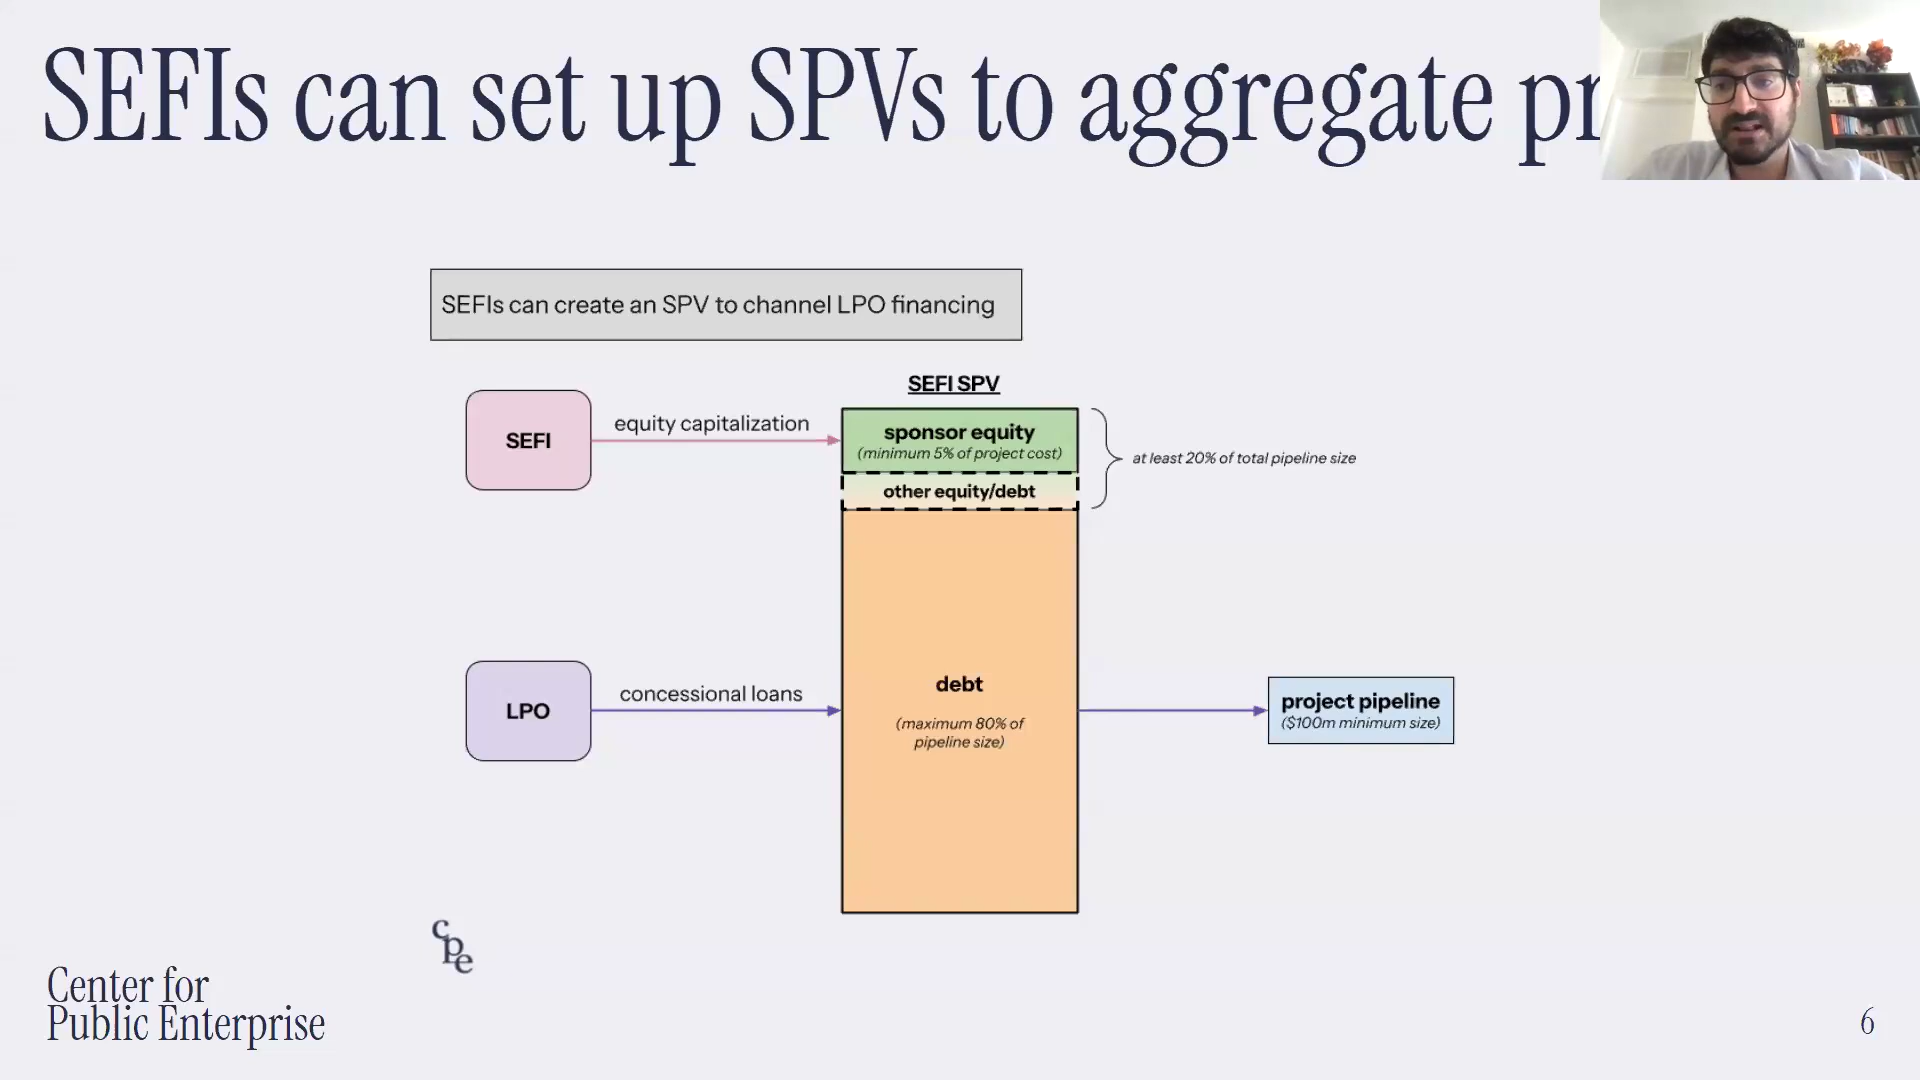 SEFIs can set up SPVs to aggregate pr
SEFIs can create an SPV to channel LPO financing
SEFI SPV
SEFI
equity capitalization
sponsor equity
(minimum 5% of project cost)
other equity/debt
at least 20% of total pipeline size
LPO
concessional loans
debt
(maximum 80% of
pipeline size)
project pipeline
($100m minimum size)
cpe
Center for
Public Enterprise
6